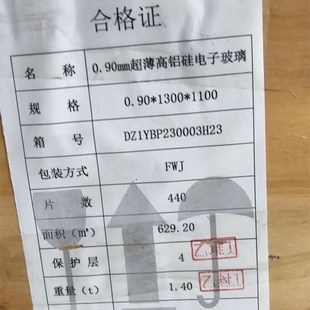 合格证
名 称 0.90mm超薄高铝硅电子玻璃
规 格 0.90*1300*1100
箱 号 DZ1YBP230003H23
包装方式 FWJ
片 数 440
面积（㎡） 629.20
保护层 4
重量（t） 1.40